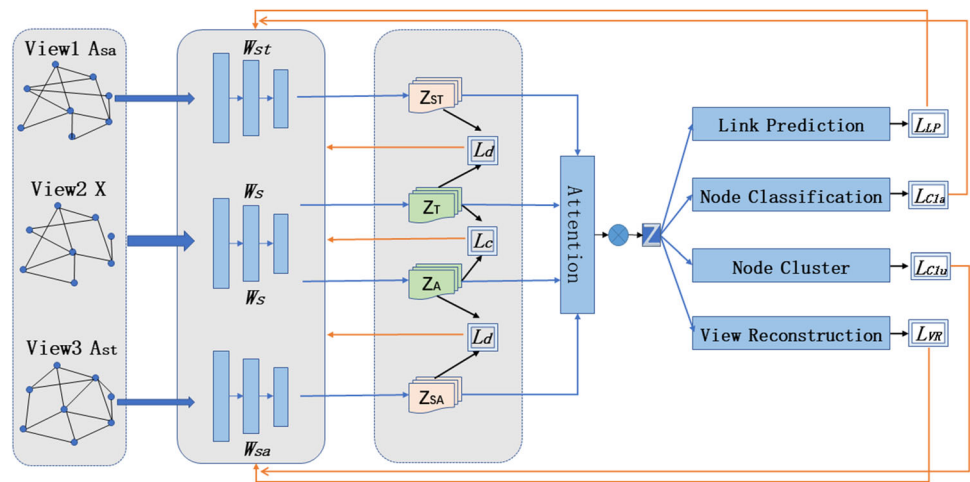 View1 Asa
View2 X
View3 Ast
Wst
Ws
Ws
Wsa
ZST
Ld
ZT
Lc
ZA
Ld
ZSA
Attention
Z
Link Prediction
LLP
Node Classification
LCla
Node Cluster
LClu
View Reconstruction
LVR